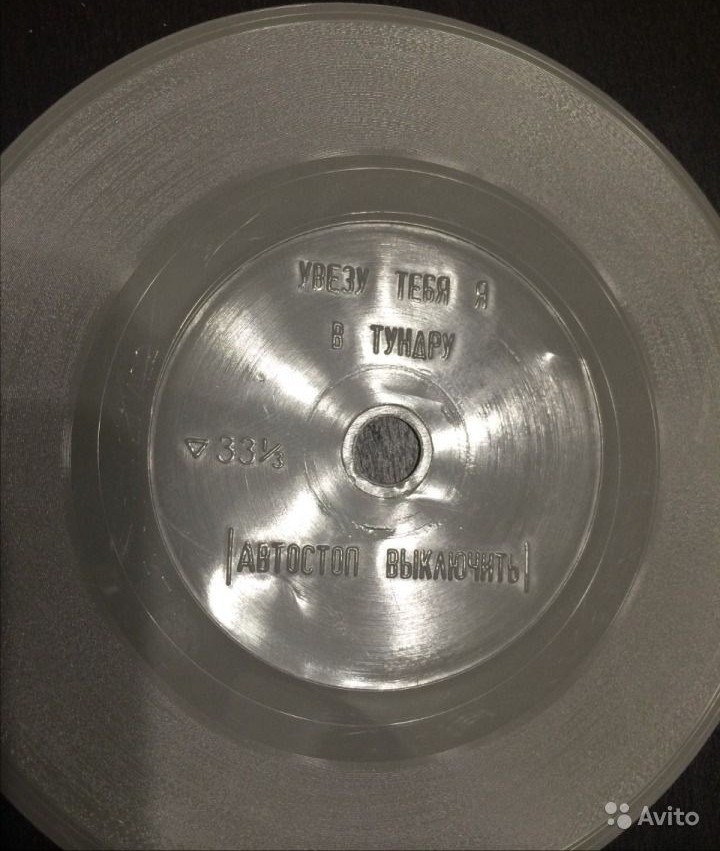 УВЕЗУ ТЕБЯ Я
В ТУНДРУ
▽ 33⅓
|АВТОСТОП ВЫКЛЮЧИТЬ|
Avito